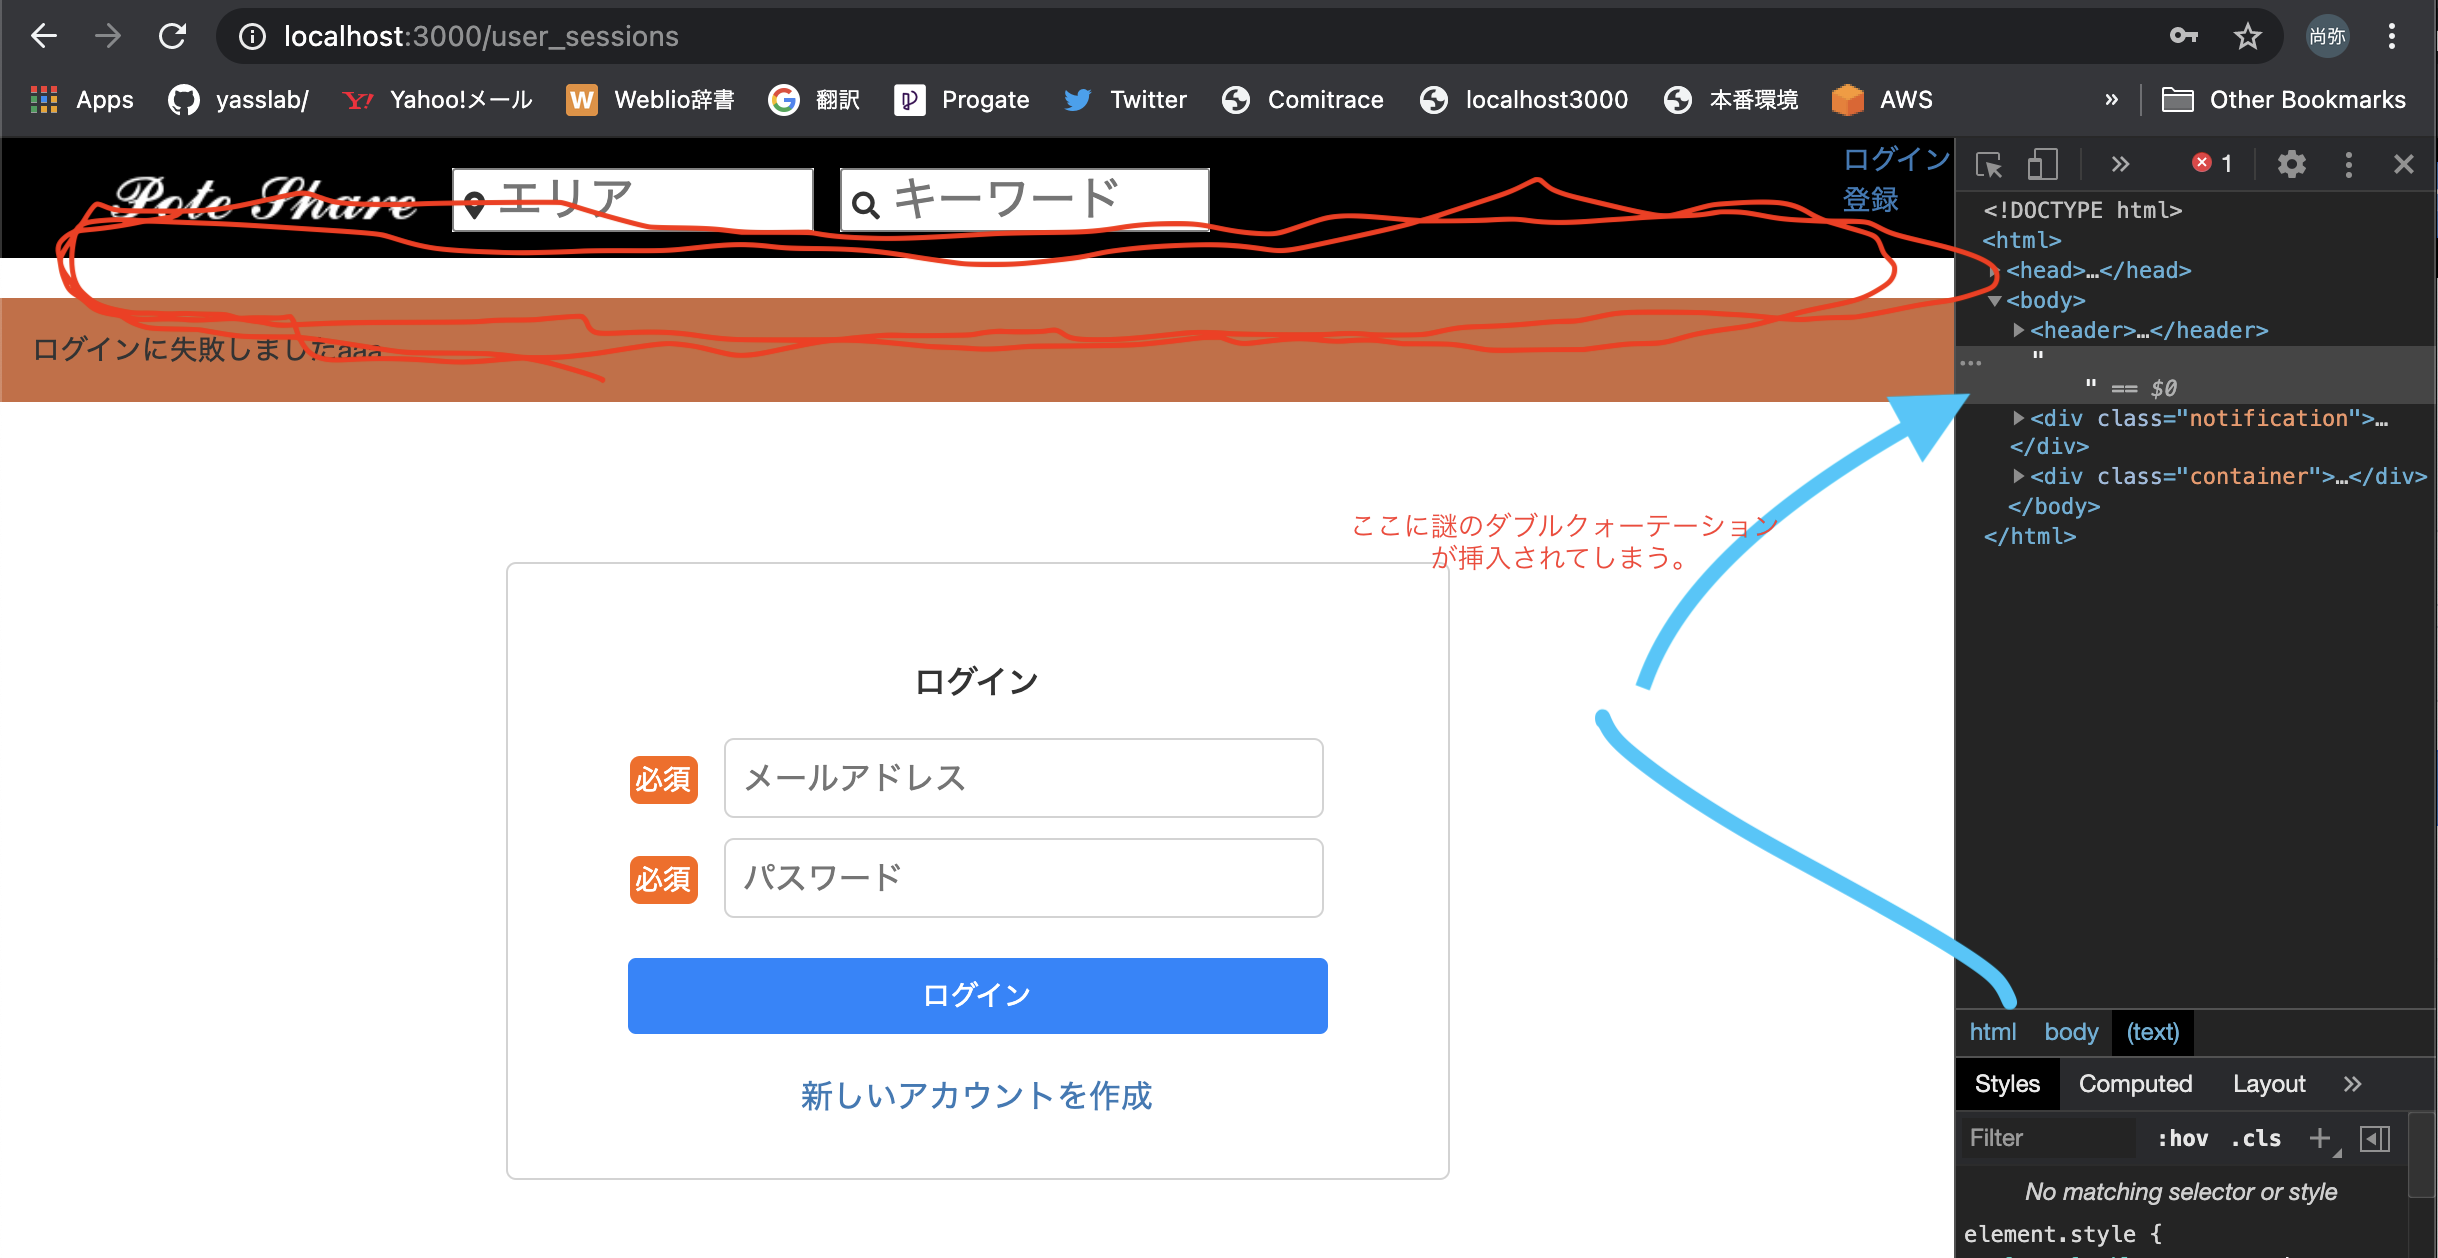 localhost:3000/user_sessions
尚弥
Apps
yasslab/
Yahoo!メール
Weblio辞書
翻訳
Progate
Twitter
Comitrace
localhost3000
本番環境
AWS
»
Other Bookmarks
Pote Share
エリア
キーワード
ログイン
登録
ログインに失敗しましたaaa
ここに謎のダブルクォーテーション
が挿入されてしまう。
ログイン
必須
メールアドレス
必須
パスワード
ログイン
新しいアカウントを作成
» 1
<!DOCTYPE html>
<html>
<head>…</head>
<body>
<header>…</header>
… "
" == $0
<div class="notification">…
</div>
<div class="container">…</div>
</body>
</html>
html body (text)
Styles Computed Layout »
Filter :hov .cls +
No matching selector or style
element.style {